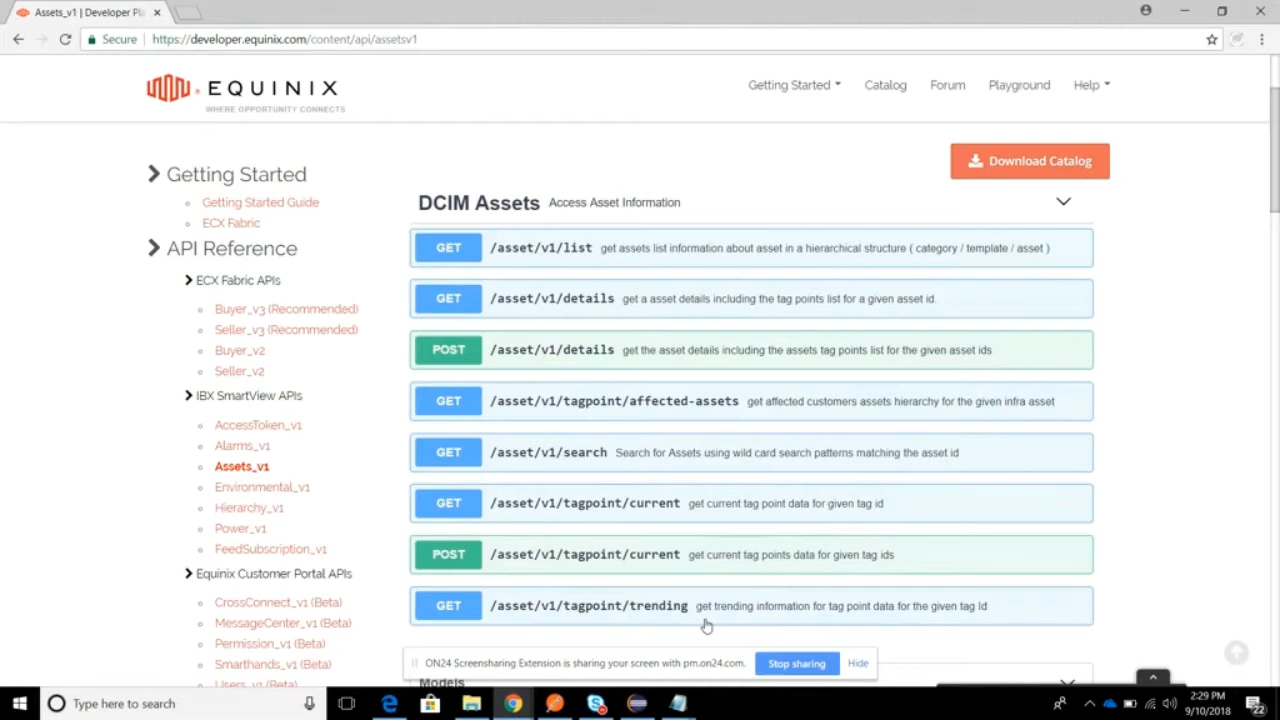 Assets_v1 | Developer Pla
Secure
https://developer.equinix.com/content/api/assetsv1
EQUINIX
WHERE OPPORTUNITY CONNECTS
Getting Started
Catalog
Forum
Playground
Help
Download Catalog
Getting Started
Getting Started Guide
ECX Fabric
API Reference
ECX Fabric APIs
Buyer_v3 (Recommended)
Seller_v3 (Recommended)
Buyer_v2
Seller_v2
IBX SmartView APIs
AccessToken_v1
Alarms_v1
Assets_v1
Environmental_v1
Hierarchy_v1
Power_v1
FeedSubscription_v1
Equinix Customer Portal APIs
CrossConnect_v1 (Beta)
MessageCenter_v1 (Beta)
Permission_v1 (Beta)
Smarthands_v1 (Beta)
Users_v1 (Beta)
DCIM Assets Access Asset Information
GET /asset/v1/list get assets list information about asset in a hierarchical structure ( category / template / asset )
GET /asset/v1/details get a asset details including the tag points list for a given asset id
POST /asset/v1/details get the asset details including the assets tag points list for the given asset ids
GET /asset/v1/tagpoint/affected-assets get affected customers assets hierarchy for the given infra asset
GET /asset/v1/search Search for Assets using wild card search patterns matching the asset id
GET /asset/v1/tagpoint/current get current tag point data for given tag id
POST /asset/v1/tagpoint/current get current tag points data for given tag ids
GET /asset/v1/tagpoint/trending get trending information for tag point data for the given tag Id
ON24 Screensharing Extension is sharing your screen with pm.on24.com.
Stop sharing
Hide
Models
Type here to search
2:29 PM
9/10/2018
22